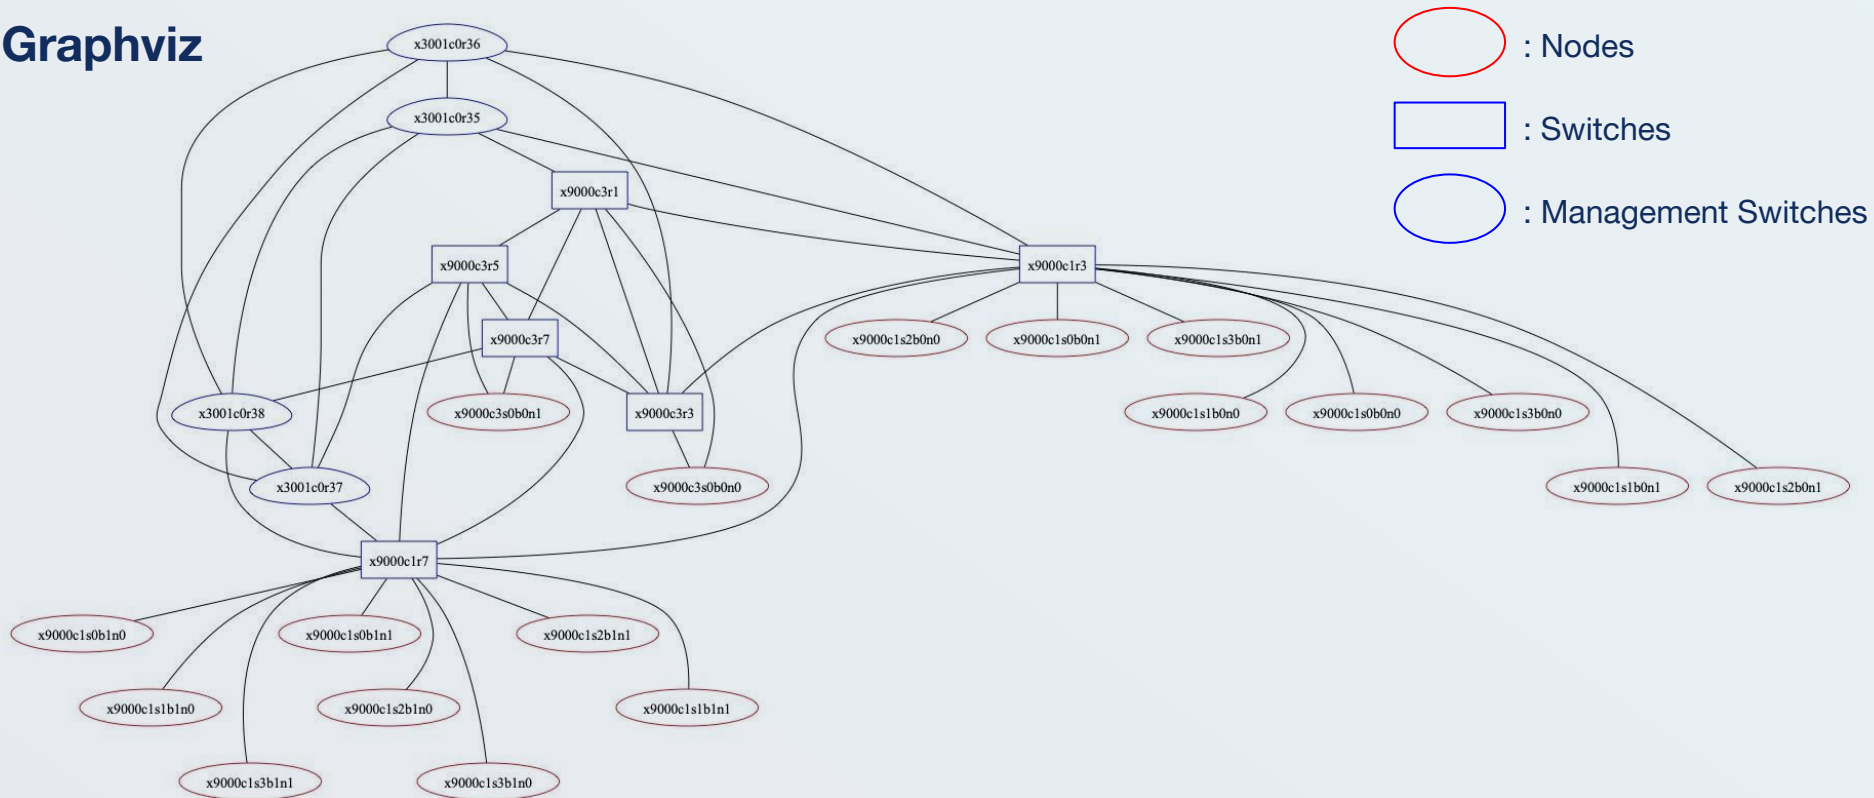 Graphviz
x3001c0r36
: Nodes
x3001c0r35
: Switches
x9000c3r1
: Management Switches
x9000c3r5
x9000c1r3
x9000c3r7
x9000c1s2b0n0
x9000c1s0b0n1
x9000c1s3b0n1
x3001c0r38
x9000c3s0b0n1
x9000c3r3
x9000c1s1b0n0
x9000c1s0b0n0
x9000c1s3b0n0
x3001c0r37
x9000c3s0b0n0
x9000c1s1b0n1
x9000c1s2b0n1
x9000c1r7
x9000c1s0b1n0
x9000c1s0b1n1
x9000c1s2b1n1
x9000c1s1b1n0
x9000c1s2b1n0
x9000c1s1b1n1
x9000c1s3b1n1
x9000c1s3b1n0